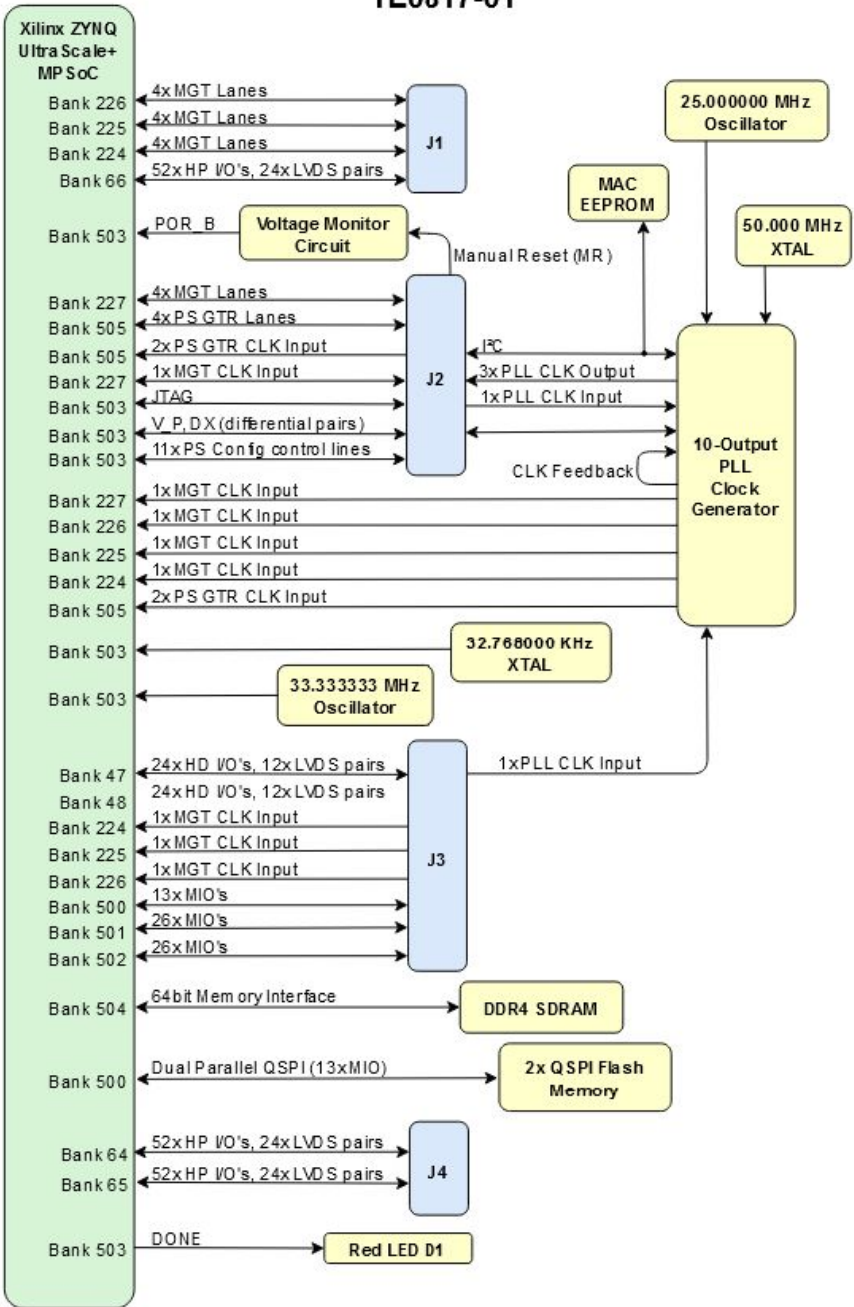 Xilinx ZYNQ
UltraScale+
MPSoC
Bank 226
4x MGT Lanes
Bank 225
4x MGT Lanes
Bank 224
4x MGT Lanes
Bank 66
52x HP I/O's, 24x LVDS pairs
J1
25.000000 MHz
Oscillator
MAC
EEPROM
50.000 MHz
XTAL
Bank 503
POR_B
Voltage Monitor
Circuit
Manual Reset (MR)
Bank 227
4x MGT Lanes
Bank 505
4x PS GTR Lanes
Bank 505
2x PS GTR CLK Input
Bank 227
1x MGT CLK Input
Bank 503
JTAG
Bank 503
V_P, DX (differential pairs)
Bank 503
11x PS Config control lines
J2
I²C
3x PLL CLK Output
1x PLL CLK Input
CLK Feedback
10-Output
PLL
Clock
Generator
Bank 227
1x MGT CLK Input
Bank 226
1x MGT CLK Input
Bank 225
1x MGT CLK Input
Bank 224
1x MGT CLK Input
Bank 505
2x PS GTR CLK Input
Bank 503
32.768000 KHz
XTAL
Bank 503
33.333333 MHz
Oscillator
Bank 47
24x HD I/O's, 12x LVDS pairs
Bank 48
24x HD I/O's, 12x LVDS pairs
Bank 224
1x MGT CLK Input
Bank 225
1x MGT CLK Input
Bank 226
1x MGT CLK Input
Bank 500
13x MIO's
Bank 501
26x MIO's
Bank 502
26x MIO's
J3
1xPLL CLK Input
Bank 504
64bit Memory Interface
DDR4 SDRAM
Bank 500
Dual Parallel QSPI (13xMIO)
2x QSPI Flash
Memory
Bank 64
52x HP I/O's, 24x LVDS pairs
Bank 65
52x HP I/O's, 24x LVDS pairs
J4
Bank 503
DONE
Red LED D1